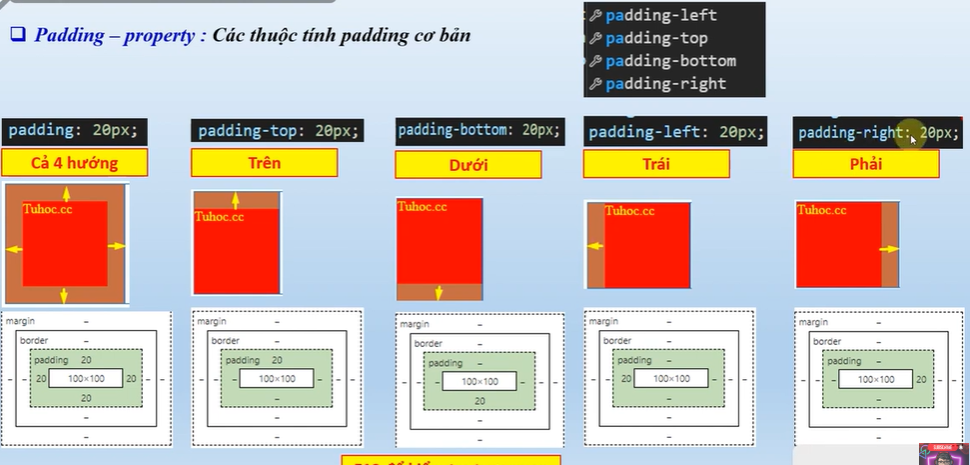 padding-left
padding-top
padding-bottom
padding-right
❑ Padding – property : Các thuộc tính padding cơ bản
padding: 20px;
padding-top: 20px;
padding-bottom: 20px;
padding-left: 20px;
padding-right: 20px;
Cả 4 hướng
Trên
Dưới
Trái
Phải
Tuhoc.cc
Tuhoc.cc
Tuhoc.cc
Tuhoc.cc
Tuhoc.cc
margin –
border –
padding 20
– – 20 100×100 20 – –
20
–
–
margin –
border –
padding 20
– – – 100×100 – – –
–
–
–
margin –
border –
padding –
– – – 100×100 – – –
20
–
–
margin –
border –
padding –
– – 20 100×100 – – –
–
–
–
margin –
border –
padding –
– – – 100×100 20 – –
–
–
–